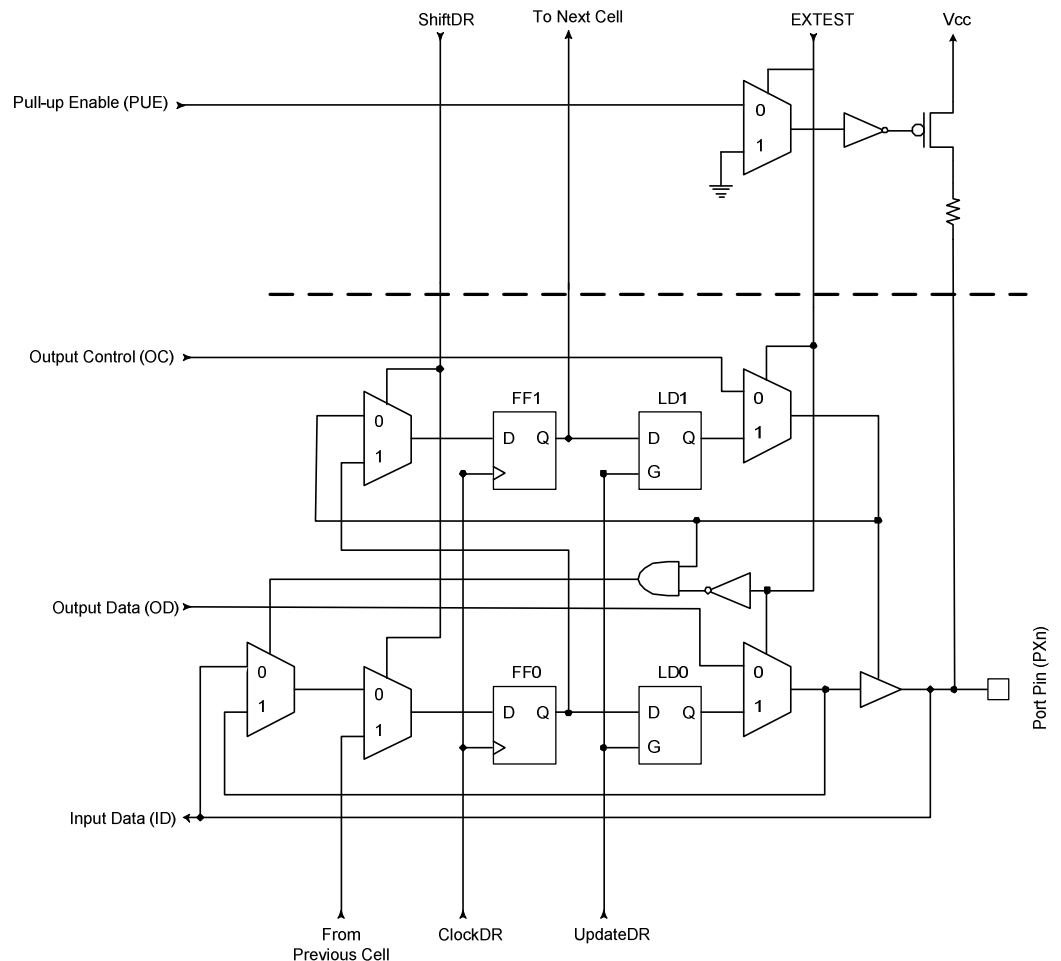 ShiftDR
To Next Cell
EXTEST
Vcc
Pull-up Enable (PUE)
0
1
Output Control (OC)
FF1
LD1
0
1
0
1
D Q
D Q
G
Output Data (OD)
FF0
LD0
0
1
0
1
0
1
D Q
D Q
G
Port Pin (PXn)
Input Data (ID)
From
Previous Cell
ClockDR
UpdateDR